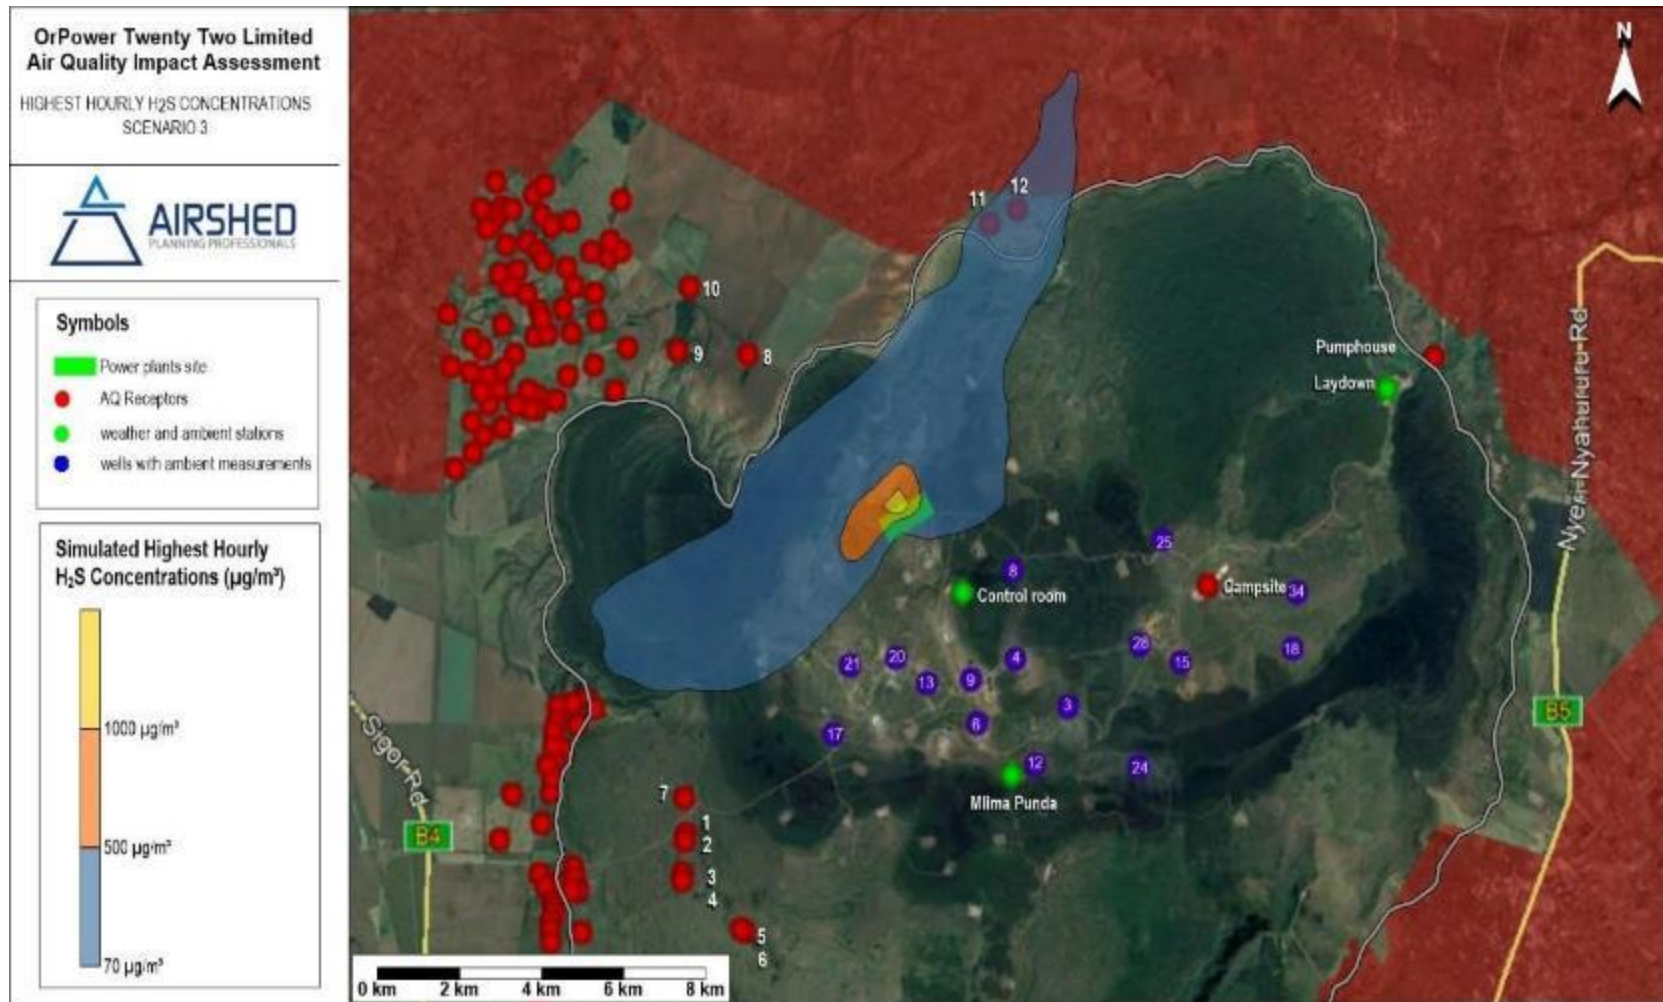 OrPower Twenty Two Limited
Air Quality Impact Assessment
HIGHEST HOURLY H2S CONCENTRATIONS
SCENARIO 3
AIRSHED
PLANNING PROFESSIONALS
Symbols
Power plants site
AQ Receptors
weather and ambient stations
wells with ambient measurements
Simulated Highest Hourly
H₂S Concentrations (µg/m³)
1000 µg/m³
500 µg/m³
70 µg/m³
N
12
11
10
9
8
Pumphouse
Laydown
Nyeri-Nyahururu Rd
25
8
Control room
Campsite
34
28
18
15
4
20
21
13
9
3
6
17
12
24
Mlima Punda
B5
Sigor Rd
B4
7
1
2
3
4
5
6
0 km 2 km 4 km 6 km 8 km